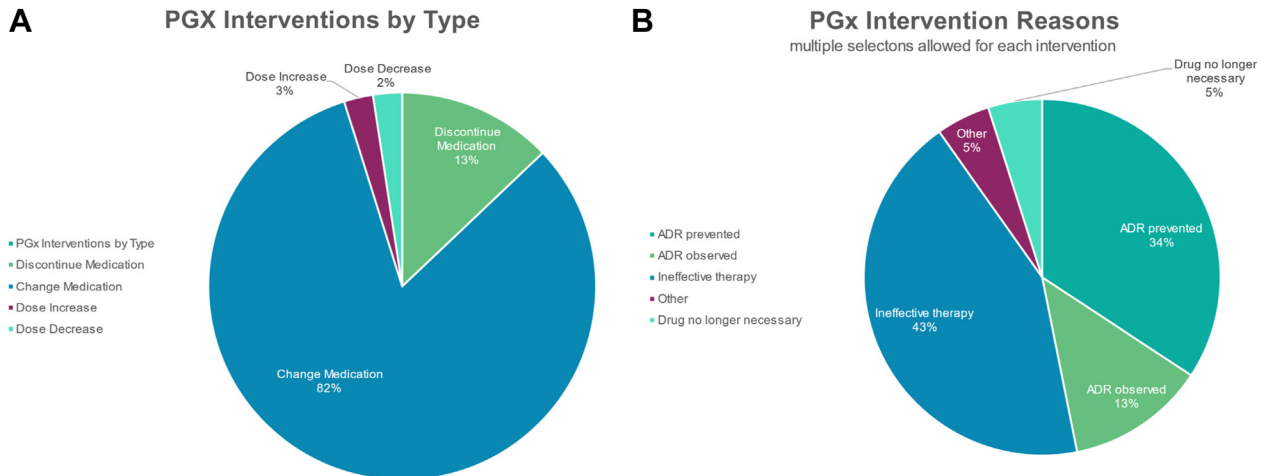 A
PGX Interventions by Type
Dose Increase
3%
Dose Decrease
2%
Discontinue
Medication
13%
Change Medication
82%
PGx Interventions by Type
Discontinue Medication
Change Medication
Dose Increase
Dose Decrease
B
PGx Intervention Reasons
multiple selectons allowed for each intervention
Drug no longer
necessary
5%
Other
5%
ADR prevented
34%
Ineffective therapy
43%
ADR observed
13%
ADR prevented
ADR observed
Ineffective therapy
Other
Drug no longer necessary